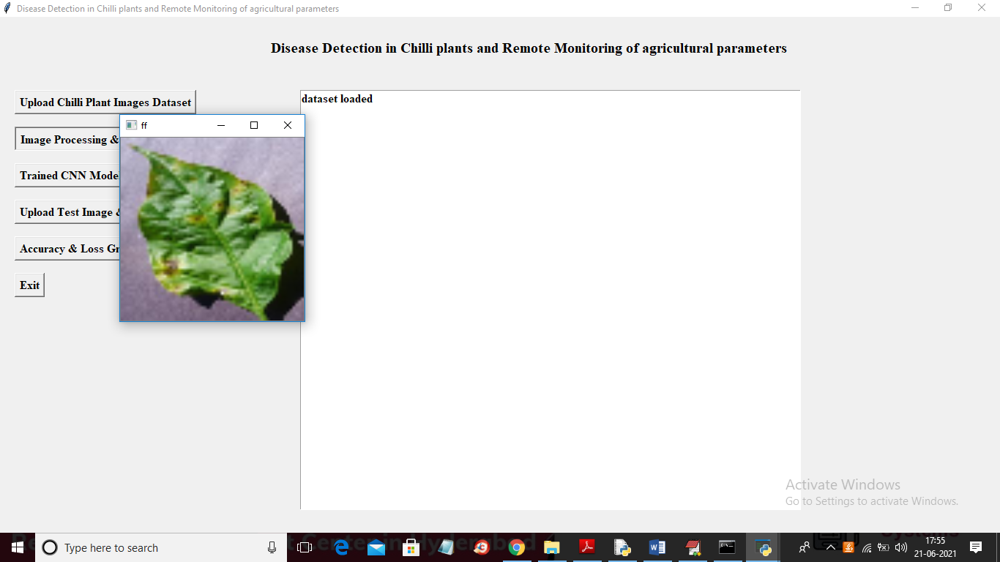 Disease Detection in Chilli plants and Remote Monitoring of agricultural parameters
Disease Detection in Chilli plants and Remote Monitoring of agricultural parameters
Upload Chilli Plant Images Dataset
dataset loaded
ff
Image Processing &
Trained CNN
Upload Test Image
Accuracy & Loss
Exit
Activate Windows
Go to Settings to activate Windows.
Type here to search
17:55
21-06-2021